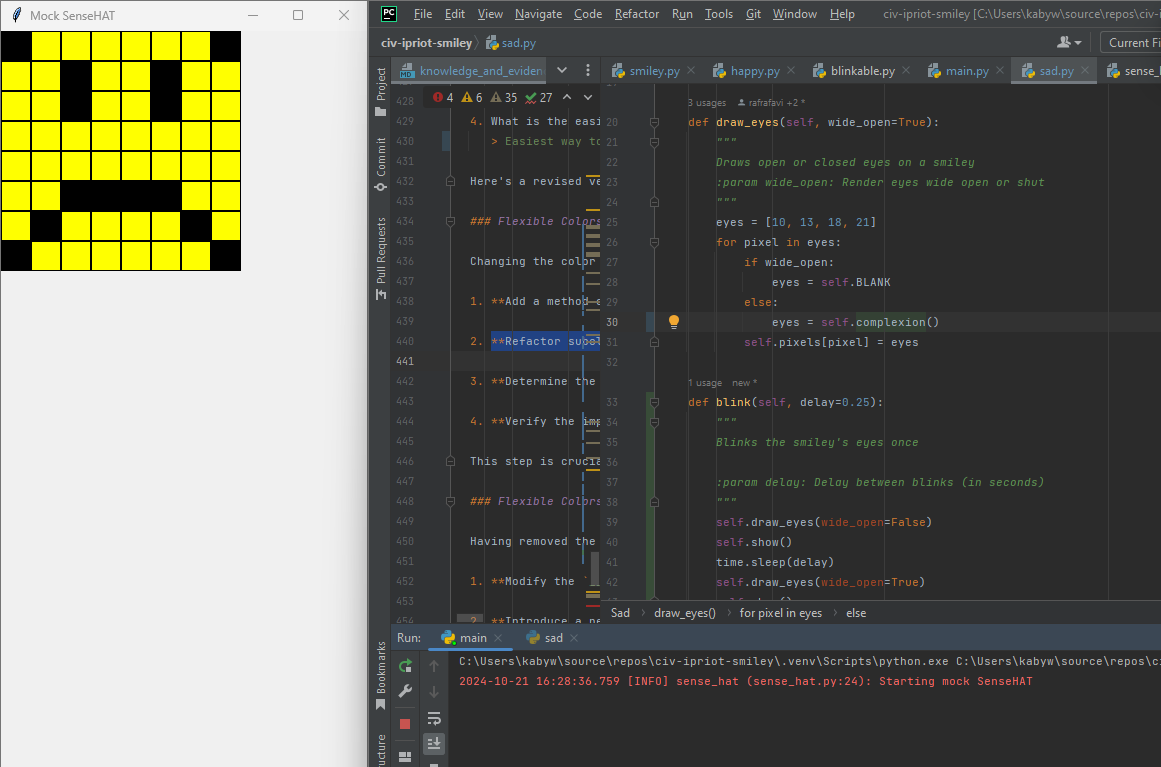 Mock SenseHAT
PC File Edit View Navigate Code Refactor Run Tools Git Window Help civ-ipriot-smiley [C:\Users\kabyw\source\repos\civ-i
civ-ipriot-smiley sad.py Current Fi
knowledge_and_eviden smiley.py happy.py blinkable.py main.py sad.py sense_h
Project
Commit
Pull Requests
Bookmarks
ucture
4 6 35 27
428
429 4. What is the easi
430 > Easiest way to
431
432 Here's a revised ve
433
434 ### Flexible Colors
435
436 Changing the color
437
438 1. **Add a method
439
440 2. **Refactor subcl
441
442 3. **Determine the
443
444 4. **Verify the imp
445
446 This step is crucia
447
448 ### Flexible Colors
449
450 Having removed the
451
452 1. **Modify the `
453
454 2. **Introduce a ne
3 usages rafrafavi +2 *
20 def draw_eyes(self, wide_open=True):
21 """
22 Draws open or closed eyes on a smiley
23 :param wide_open: Render eyes wide open or shut
24 """
25 eyes = [10, 13, 18, 21]
26 for pixel in eyes:
27 if wide_open:
28 eyes = self.BLANK
29 else:
30 eyes = self.complexion()
31 self.pixels[pixel] = eyes
32
1 usage new *
33 def blink(self, delay=0.25):
34 """
35 Blinks the smiley's eyes once
36
37 :param delay: Delay between blinks (in seconds)
38 """
39 self.draw_eyes(wide_open=False)
40 self.show()
41 time.sleep(delay)
42 self.draw_eyes(wide_open=True)
Sad draw_eyes() for pixel in eyes else
Run: main sad
C:\Users\kabyw\source\repos\civ-ipriot-smiley\.venv\Scripts\python.exe C:\Users\kabyw\source\repos\c
2024-10-21 16:28:36.759 [INFO] sense_hat (sense_hat.py:24): Starting mock SenseHAT